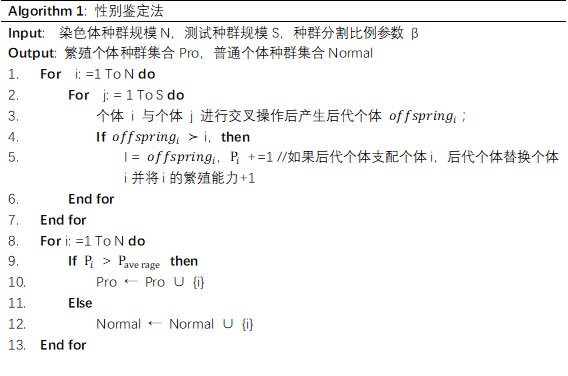 Algorithm 1: 性别鉴定法
Input: 染色体种群规模 N，测试种群规模 S，种群分割比例参数 β
Output: 繁殖个体种群集合 Pro，普通个体种群集合 Normal
1. For i: =1 To N do
2. For j: = 1 To S do
3. 个体 i 与个体 j 进行交叉操作后产生后代个体 offspringᵢ；
4. If offspringᵢ ≻ i，then
5. I = offspringᵢ，Pᵢ +=1 //如果后代个体支配个体 i，后代个体替换个体
i 并将 i 的繁殖能力+1
6. End for
7. End for
8. For i: =1 To N do
9. If Pᵢ > Pave rage then
10. Pro ← Pro ∪ {i}
11. Else
12. Normal ← Normal ∪ {i}
13. End for